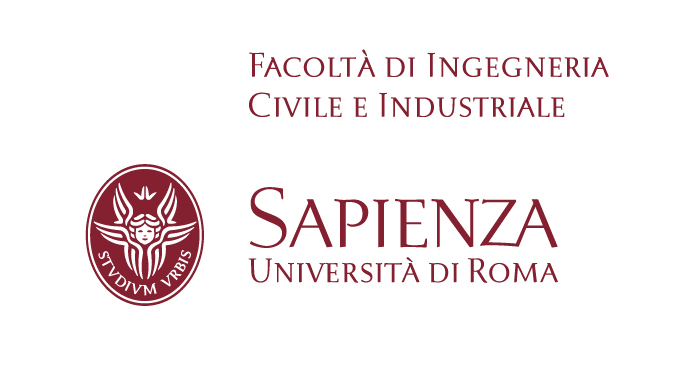 Facoltà di Ingegneria
Civile e Industriale
Sapienza
Università di Roma
STVDIVM VRBIS